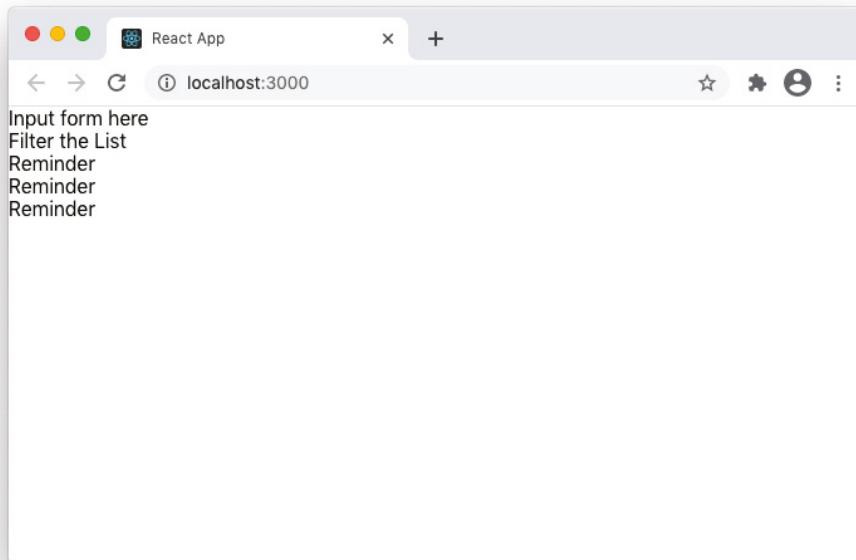 React App
localhost:3000
Input form here
Filter the List
Reminder
Reminder
Reminder